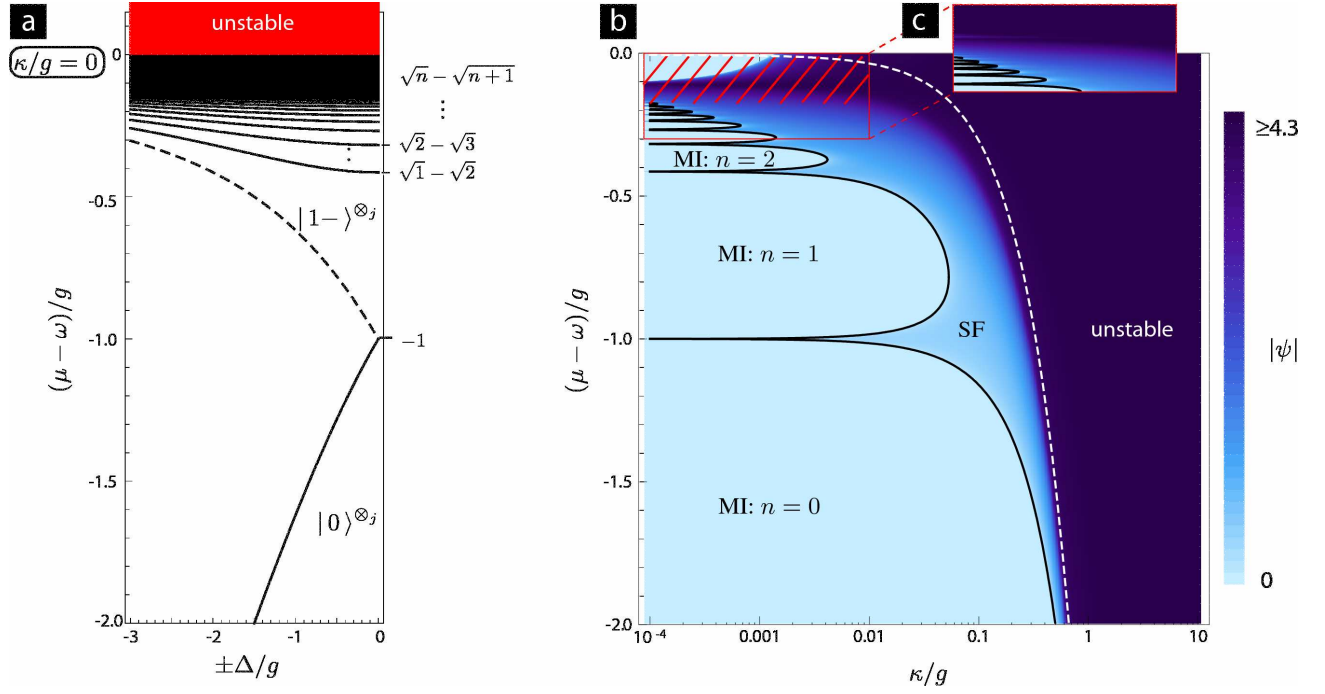 a
unstable
κ/g = 0
√n − √(n+1)
⋮
√2 − √3
⋮
√1 − √2
| 1− ⟩^⊗j
−1
| 0 ⟩^⊗j
0
-0.5
-1.0
-1.5
-2.0
(μ − ω)/g
-3
-2
-1
0
±Δ/g
b
c
MI: n = 2
MI: n = 1
SF
unstable
MI: n = 0
0.0
-0.5
-1.0
-1.5
-2.0
(μ − ω)/g
10^-4
0.001
0.01
0.1
1
10
κ/g
≥4.3
|ψ|
0